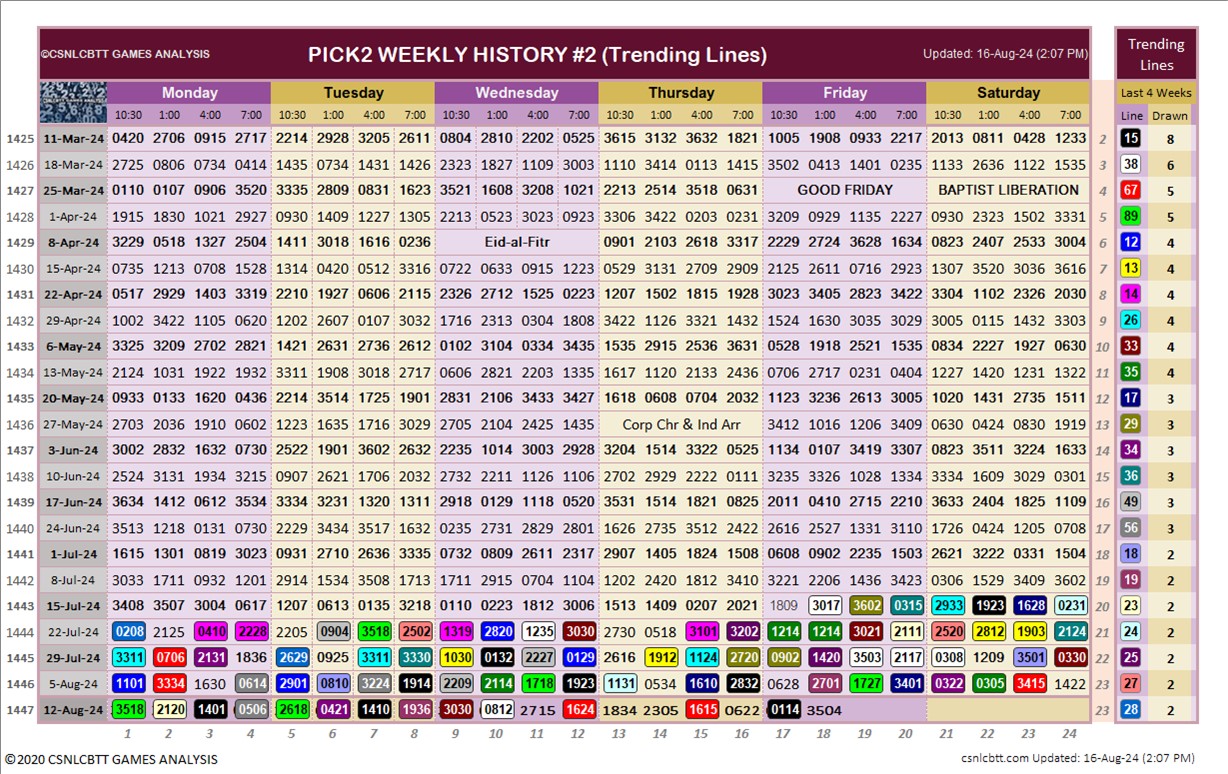 ©CSNLCBTT GAMES ANALYSIS PICK2 WEEKLY HISTORY #2 (Trending Lines) Updated: 16-Aug-24 (2:07 PM) Trending Lines
Monday Tuesday Wednesday Thursday Friday Saturday Last 4 Weeks
10:30 1:00 4:00 7:00 10:30 1:00 4:00 7:00 10:30 1:00 4:00 7:00 10:30 1:00 4:00 7:00 10:30 1:00 4:00 7:00 10:30 1:00 4:00 7:00 Line Drawn
1425 11-Mar-24 0420 2706 0915 2717 2214 2928 3205 2611 0804 2810 2202 0525 3615 3132 3632 1821 1005 1908 0933 2217 2013 0811 0428 1233 2 15 8
1426 18-Mar-24 2725 0806 0734 0414 1435 0734 1431 1425 2323 1827 1109 3003 1110 3414 0113 1415 3502 0413 1401 0235 1133 2636 1122 1535 3 38 6
1427 25-Mar-24 0110 0107 0906 3520 3335 2809 0831 1623 3521 1608 3208 1021 2213 2514 3518 0631 GOOD FRIDAY BAPTIST LIBERATION 4 67 5
1428 1-Apr-24 1915 1830 1021 2927 0930 1409 1227 1305 2213 0523 3023 0923 3306 3422 0203 0231 3209 0929 1135 2227 0930 2323 1502 3331 5 89 5
1429 8-Apr-24 3229 0518 1327 2504 1411 3018 1616 0236 Eid-al-Fitr 0901 2103 2618 3317 2229 2724 3628 1634 0823 2407 2533 3004 6 12 4
1430 15-Apr-24 0735 1213 0708 1528 1314 0420 0512 3316 0722 0633 0915 1223 0529 3131 2709 2909 2125 2611 0716 2923 1307 3520 3036 3616 7 13 4
1431 22-Apr-24 0517 2929 1403 3319 2210 1927 0606 2115 2326 2712 1525 0223 1207 1502 1815 1928 3023 3405 2923 3422 3304 1102 2326 2030 8 14 4
1432 29-Apr-24 1002 3422 1105 0620 1202 2607 0107 3032 1716 2313 0304 1808 3422 1126 3321 1432 1524 1630 3035 3029 3005 0115 1432 3303 9 26 4
1433 6-May-24 3325 3209 2702 2821 1421 2631 2736 2612 0102 3104 0334 3435 1535 2915 2536 3631 0528 1918 2521 1535 0834 2227 1927 0630 10 33 4
1434 13-May-24 2124 1031 1922 1932 3311 1908 3018 2717 0606 2821 2203 1335 1617 1120 2133 2436 0706 2717 0231 0404 1227 1420 1231 1322 11 35 4
1435 20-May-24 0933 0133 1620 0436 2214 3514 1725 1901 2831 2106 3433 3427 1618 0608 0704 2032 1123 3236 2613 3005 1020 1431 2735 1511 12 17 3
1436 27-May-24 2703 2036 1910 0602 1223 1635 1716 3029 2705 2104 2425 1435 Corp Chr & Ind Arr 3412 1016 1206 3409 0630 0424 0830 1919 13 29 3
1437 3-Jun-24 3002 2832 1632 0730 2522 1901 3602 2632 2235 1014 3003 2928 3204 1514 3322 0525 1134 0107 3419 3307 0823 3511 3224 1633 14 34 3
1438 10-Jun-24 2524 3131 1934 3215 0907 2621 1706 2035 2732 2211 1126 1106 2702 2929 2111 0111 3235 3326 1028 1334 3334 1609 3029 0301 15 36 3
1439 17-Jun-24 3634 1412 0612 3534 3334 3231 1320 1311 2918 0129 1118 0520 3531 1514 1821 0825 2011 0410 2715 2210 3633 2404 1825 1109 16 49 3
1440 24-Jun-24 3513 1218 0131 0730 2229 3434 3517 1632 0235 2731 2829 2801 1626 2735 3512 2422 2616 2527 1331 3110 1726 0424 1205 0708 17 56 3
1441 1-Jul-24 1615 1301 0819 3023 0931 2710 2636 3335 0732 0809 2611 2317 2907 1405 1824 1508 0608 0902 2235 1503 2621 3222 0331 1504 18 18 2
1442 8-Jul-24 3033 1711 0932 1201 2914 1534 3508 1713 1711 2915 0704 1104 1202 2420 1812 3410 3221 2206 1436 3423 0306 1529 3409 3602 19 19 2
1443 15-Jul-24 3408 3507 3004 0617 1207 0613 0135 3218 0110 0223 1812 3006 1513 1409 0207 2021 1809 3017 3602 0315 2933 1923 1628 0231 20 23 2
1444 22-Jul-24 0208 2125 0410 2228 2205 0904 3518 2502 1319 2820 1235 3030 2730 0518 3101 3202 1214 1214 3021 2111 2520 2812 1903 2124 21 24 2
1445 29-Jul-24 3311 0706 2131 1836 2629 0925 3311 3330 1030 0132 2227 0129 2616 1912 1124 2720 0902 1420 3503 2117 0308 1209 3501 0330 22 25 2
1446 5-Aug-24 1101 3334 1630 0614 2901 0810 3224 1914 2209 2114 1718 1923 1131 0534 1610 2832 0628 2701 1727 3401 0322 0305 3415 1422 23 27 2
1447 12-Aug-24 3518 2120 1401 0506 2618 0421 1410 1936 3030 0812 2715 1624 1834 2305 1615 0622 0114 3504 23 28 2
1 2 3 4 5 6 7 8 9 10 11 12 13 14 15 16 17 18 19 20 21 22 23 24
©2020 CSNLCBTT GAMES ANALYSIS csnlcbtt.com Updated: 16-Aug-24 (2:07 PM)